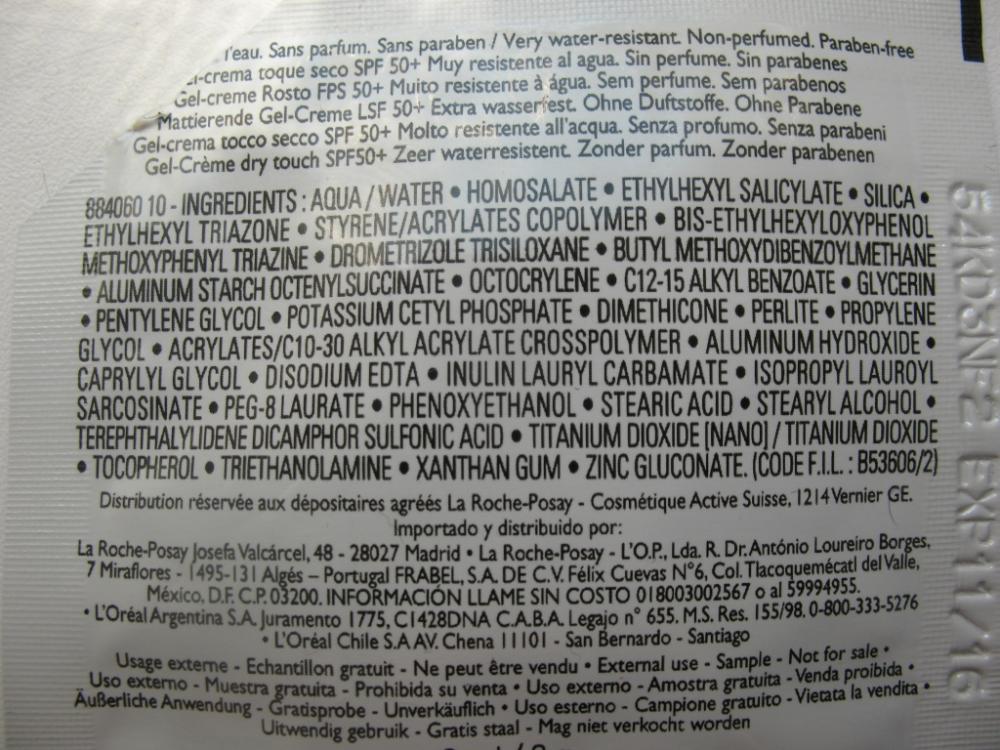 l'eau. Sans parfum. Sans paraben / Very water-resistant. Non-perfumed. Paraben-free
-crema toque seco SPF 50+ Muy resistente al agua. Sin perfume. Sin parabenes
Gel-creme Rosto FPS 50+ Muito resistente à água. Sem perfume. Sem parabenos
Mattierende Gel-Creme LSF 50+ Extra wasserfest. Ohne Duftstoffe. Ohne Parabene
Gel-crema tocco secco SPF 50+ Molto resistente all'acqua. Senza profumo. Senza parabeni
Gel-Crème dry touch SPF50+ Zeer waterresistent. Zonder parfum. Zonder parabenen
884060 10 - INGREDIENTS : AQUA / WATER • HOMOSALATE • ETHYLHEXYL SALICYLATE • SILICA •
ETHYLHEXYL TRIAZONE • STYRENE/ACRYLATES COPOLYMER • BIS-ETHYLHEXYLOXYPHENOL
METHOXYPHENYL TRIAZINE • DROMETRIZOLE TRISILOXANE • BUTYL METHOXYDIBENZOYLMETHANE
• ALUMINUM STARCH OCTENYLSUCCINATE • OCTOCRYLENE • C12-15 ALKYL BENZOATE • GLYCERIN
• PENTYLENE GLYCOL • POTASSIUM CETYL PHOSPHATE • DIMETHICONE • PERLITE • PROPYLENE
GLYCOL • ACRYLATES/C10-30 ALKYL ACRYLATE CROSSPOLYMER • ALUMINUM HYDROXIDE •
CAPRYLYL GLYCOL • DISODIUM EDTA • INULIN LAURYL CARBAMATE • ISOPROPYL LAUROYL
SARCOSINATE • PEG-8 LAURATE • PHENOXYETHANOL • STEARIC ACID • STEARYL ALCOHOL •
TEREPHTHALYLIDENE DICAMPHOR SULFONIC ACID • TITANIUM DIOXIDE [NANO] / TITANIUM DIOXIDE
• TOCOPHEROL • TRIETHANOLAMINE • XANTHAN GUM • ZINC GLUCONATE. (CODE F.I.L. : B53606/2)
Distribution réservée aux dépositaires agréés La Roche-Posay - Cosmétique Active Suisse, 1214 Vernier GE.
Importado y distribuido por:
La Roche-Posay Josefa Valcárcel, 48 - 28027 Madrid • La Roche-Posay - L'O.P., Lda. R. Dr. António Loureiro Borges,
7 Miraflores - 1495-131 Algés – Portugal FRABEL, S.A. DE C.V. Félix Cuevas N°6, Col. Tlacoquemécatl del Valle,
México, D.F. C.P. 03200. INFORMACIÓN LLAME SIN COSTO 018003002567 o al 59994955.
• L'Oréal Argentina S.A. Juramento 1775, C1428DNA C.A.B.A. Legajo n° 655. M.S. Res. 155/98. 0-800-333-5276
• L'Oréal Chile S.A AV. Chena 11101 - San Bernardo - Santiago
Usage externe - Echantillon gratuit - Ne peut être vendu • External use - Sample - Not for sale •
Uso externo - Muestra gratuita - Prohibida su venta • Uso externo - Amostra gratuita - Venda proibida •
Äußerliche Anwendung - Gratisprobe - Unverkäuflich • Uso esterno - Campione gratuito - Vietata la vendita •
Uitwendig gebruik - Gratis staal - Mag niet verkocht worden
54KD3NF2 EXP11/16